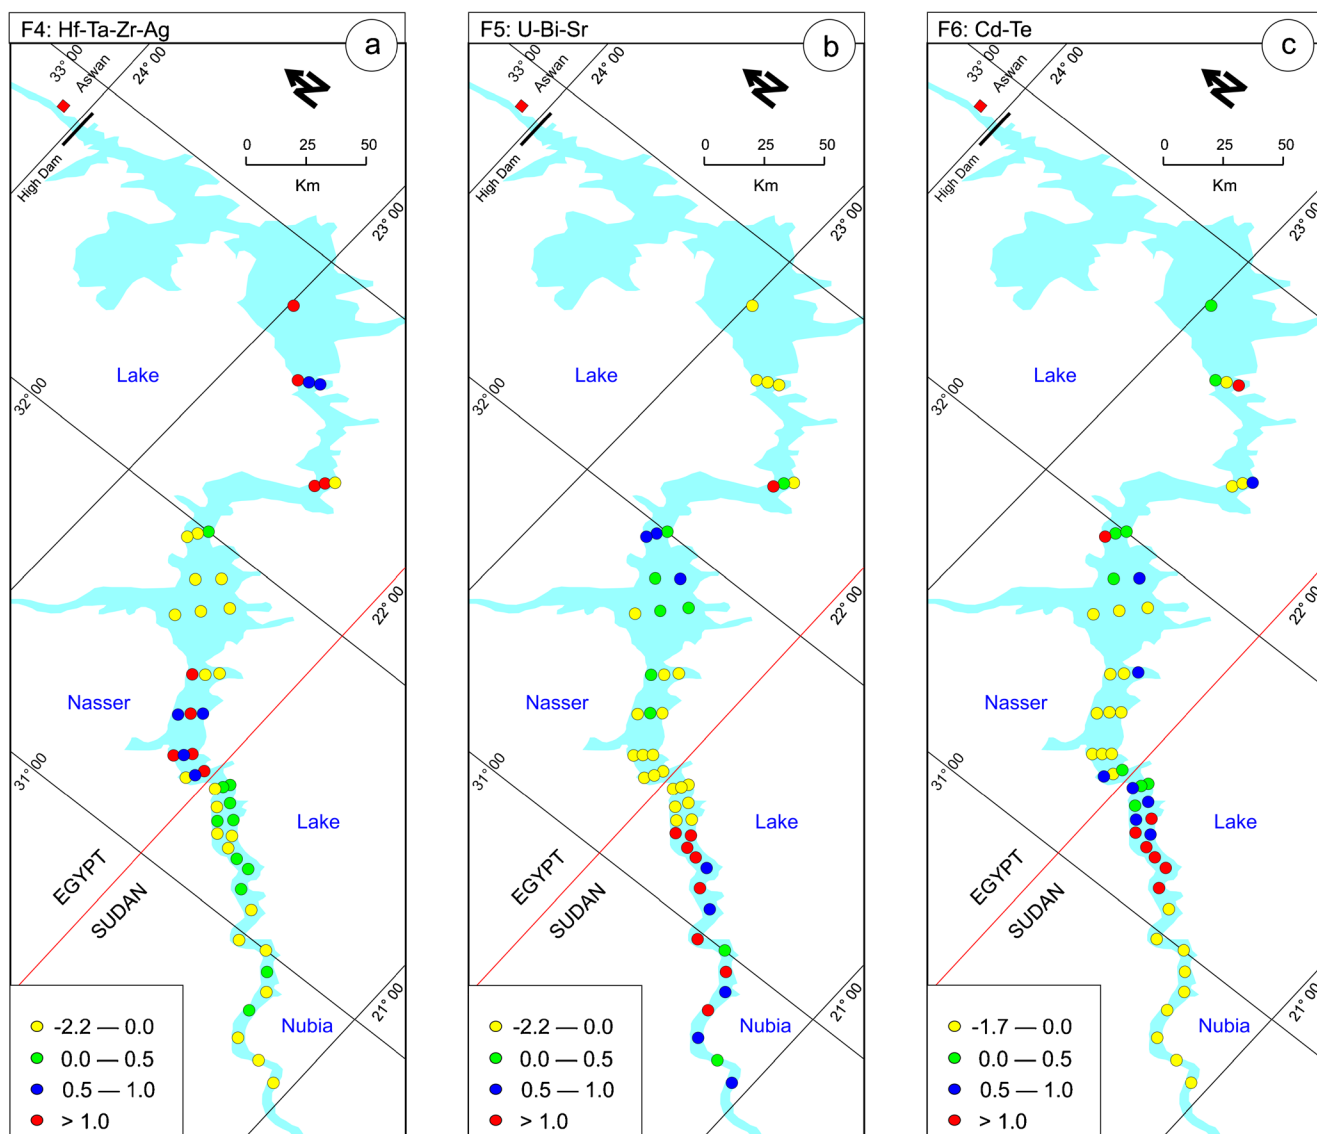 F4: Hf-Ta-Zr-Ag
a
33° 00
Aswan
24° 00
N
High Dam
0 25 50
Km
23° 00
Lake
32° 00
22° 00
Nasser
31° 00
Lake
EGYPT
SUDAN
21° 00
Nubia
-2.2 — 0.0
0.0 — 0.5
0.5 — 1.0
> 1.0
F5: U-Bi-Sr
b
33° 00
Aswan
24° 00
N
High Dam
0 25 50
Km
23° 00
Lake
32° 00
22° 00
Nasser
31° 00
Lake
EGYPT
SUDAN
21° 00
Nubia
-2.2 — 0.0
0.0 — 0.5
0.5 — 1.0
> 1.0
F6: Cd-Te
c
33° 00
Aswan
24° 00
N
High Dam
0 25 50
Km
23° 00
Lake
32° 00
22° 00
Nasser
31° 00
Lake
EGYPT
SUDAN
21° 00
Nubia
-1.7 — 0.0
0.0 — 0.5
0.5 — 1.0
> 1.0